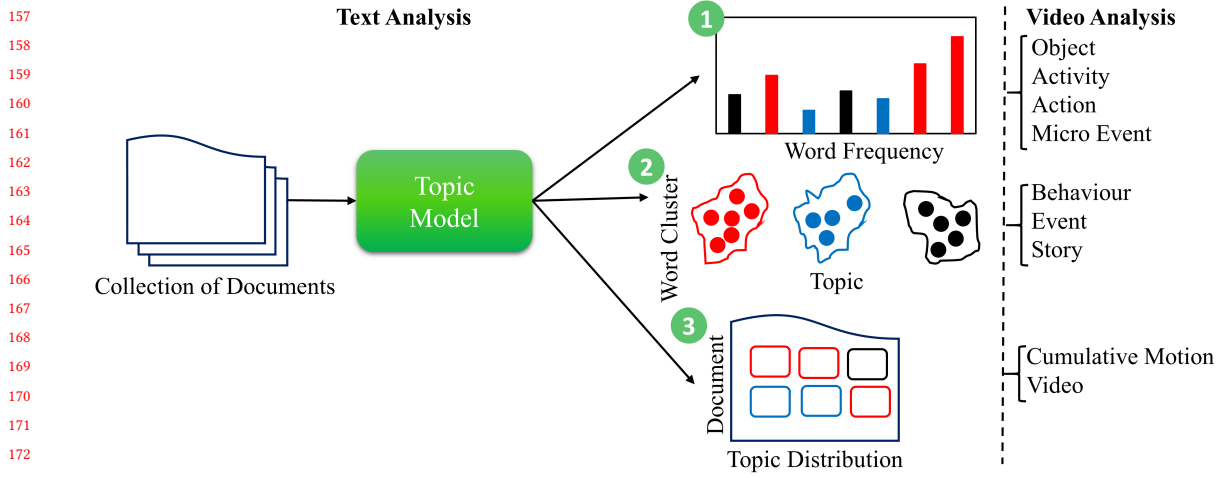 157
158
159
160
161
162
163
164
165
166
167
168
169
170
171
172
Text Analysis
Collection of Documents
Topic
Model
1
Word Frequency
2
Word Cluster
Topic
3
Document
Topic Distribution
Video Analysis
Object
Activity
Action
Micro Event
Behaviour
Event
Story
Cumulative Motion
Video